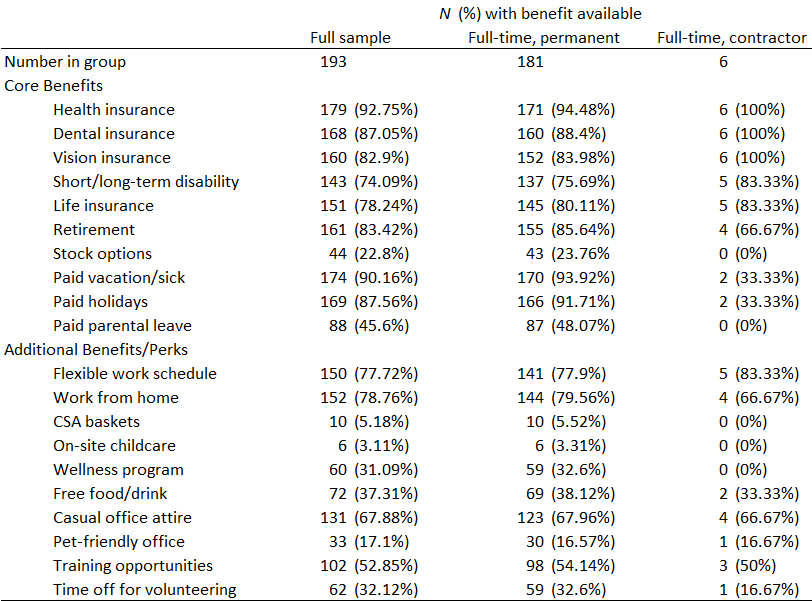 N (%) with benefit available
Full sample Full-time, permanent Full-time, contractor
Number in group 193 181 6
Core Benefits
Health insurance 179 (92.75%) 171 (94.48%) 6 (100%)
Dental insurance 168 (87.05%) 160 (88.4%) 6 (100%)
Vision insurance 160 (82.9%) 152 (83.98%) 6 (100%)
Short/long-term disability 143 (74.09%) 137 (75.69%) 5 (83.33%)
Life insurance 151 (78.24%) 145 (80.11%) 5 (83.33%)
Retirement 161 (83.42%) 155 (85.64%) 4 (66.67%)
Stock options 44 (22.8%) 43 (23.76% 0 (0%)
Paid vacation/sick 174 (90.16%) 170 (93.92%) 2 (33.33%)
Paid holidays 169 (87.56%) 166 (91.71%) 2 (33.33%)
Paid parental leave 88 (45.6%) 87 (48.07%) 0 (0%)
Additional Benefits/Perks
Flexible work schedule 150 (77.72%) 141 (77.9%) 5 (83.33%)
Work from home 152 (78.76%) 144 (79.56%) 4 (66.67%)
CSA baskets 10 (5.18%) 10 (5.52%) 0 (0%)
On-site childcare 6 (3.11%) 6 (3.31%) 0 (0%)
Wellness program 60 (31.09%) 59 (32.6%) 0 (0%)
Free food/drink 72 (37.31%) 69 (38.12%) 2 (33.33%)
Casual office attire 131 (67.88%) 123 (67.96%) 4 (66.67%)
Pet-friendly office 33 (17.1%) 30 (16.57%) 1 (16.67%)
Training opportunities 102 (52.85%) 98 (54.14%) 3 (50%)
Time off for volunteering 62 (32.12%) 59 (32.6%) 1 (16.67%)